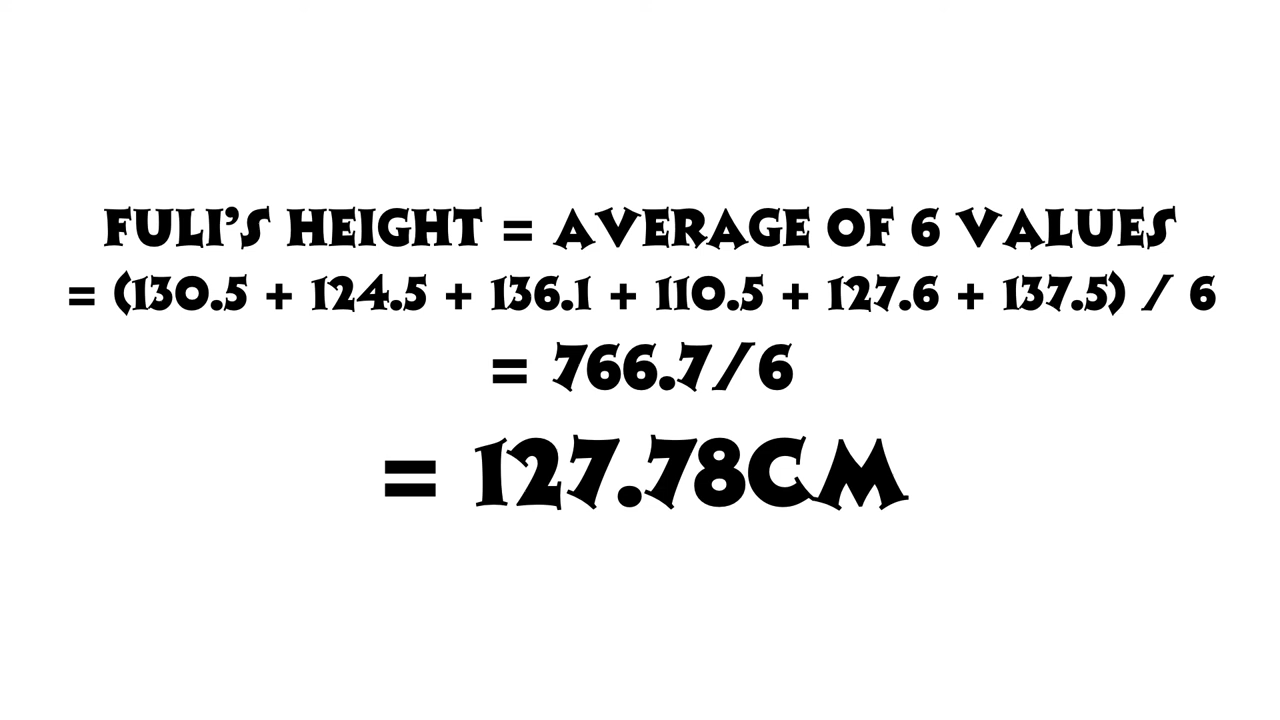 FULI'S HEIGHT = AVERAGE OF 6 VALUES
= (130.5 + 124.5 + 136.1 + 110.5 + 127.6 + 137.5) / 6
= 766.7/6
= 127.78CM